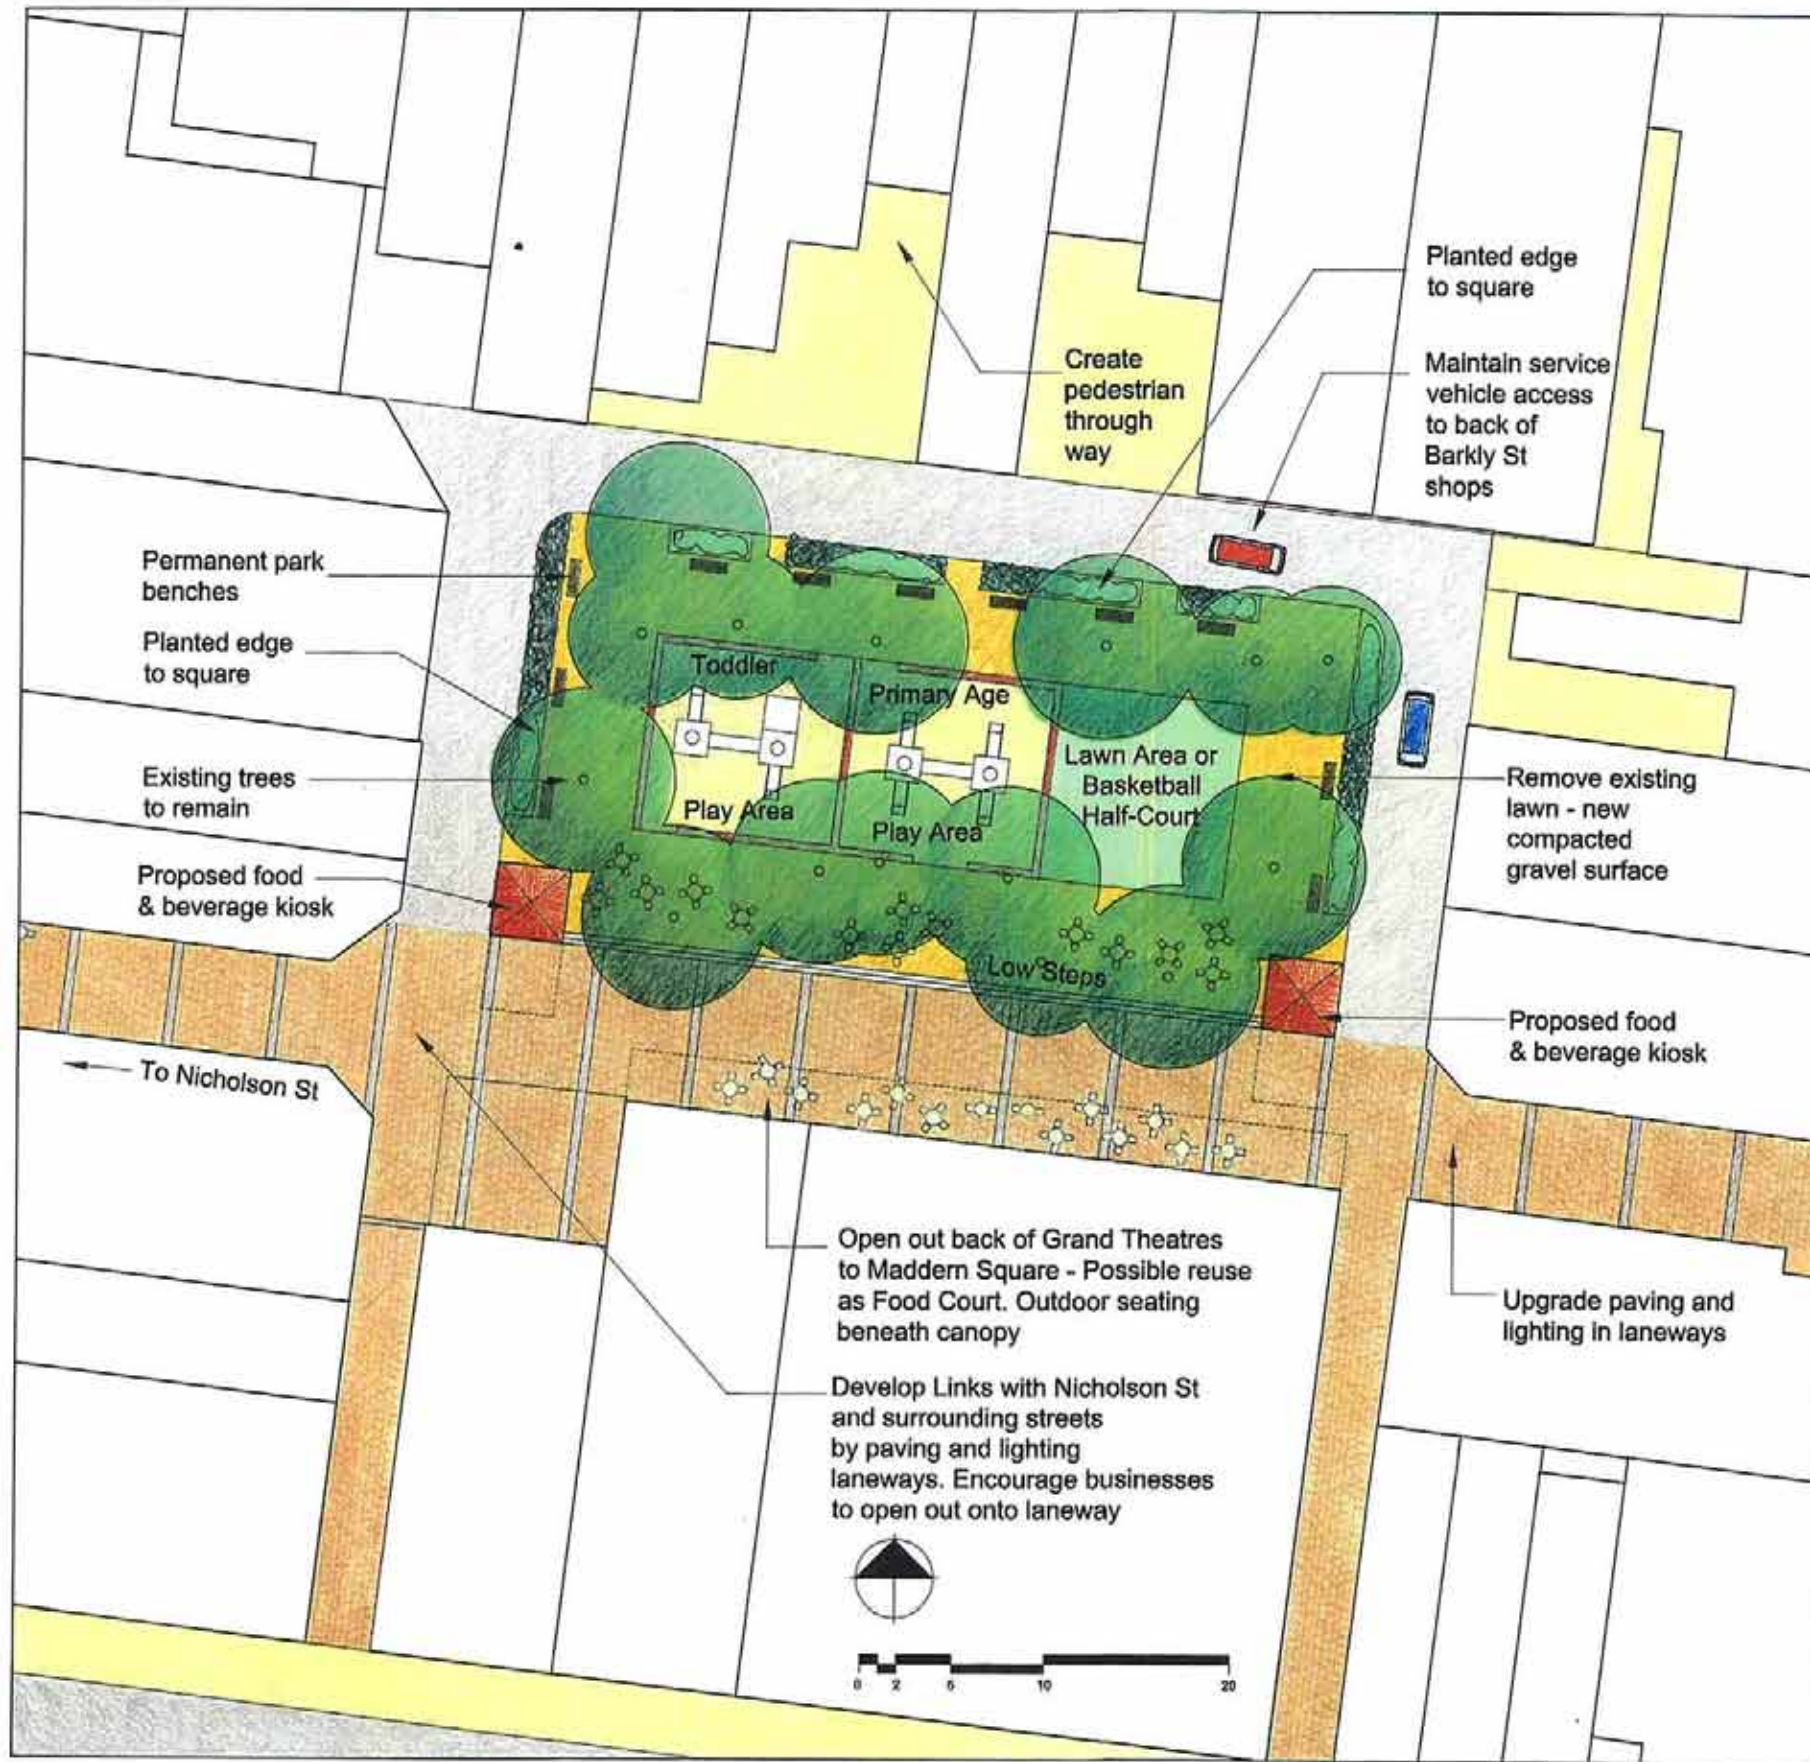 Planted edge
to square
Create
pedestrian
through
way
Maintain service
vehicle access
to back of
Barkly St
shops
Permanent park
benches
Planted edge
to square
Existing trees
to remain
Proposed food
& beverage kiosk
Toddler
Play Area
Primary Age
Play Area
Lawn Area or
Basketball
Half-Court
Low Steps
Remove existing
lawn - new
compacted
gravel surface
Proposed food
& beverage kiosk
To Nicholson St
Open out back of Grand Theatres
to Maddern Square - Possible reuse
as Food Court. Outdoor seating
beneath canopy
Upgrade paving and
lighting in laneways
Develop Links with Nicholson St
and surrounding streets
by paving and lighting
laneways. Encourage businesses
to open out onto laneway
0 2 6 10 20